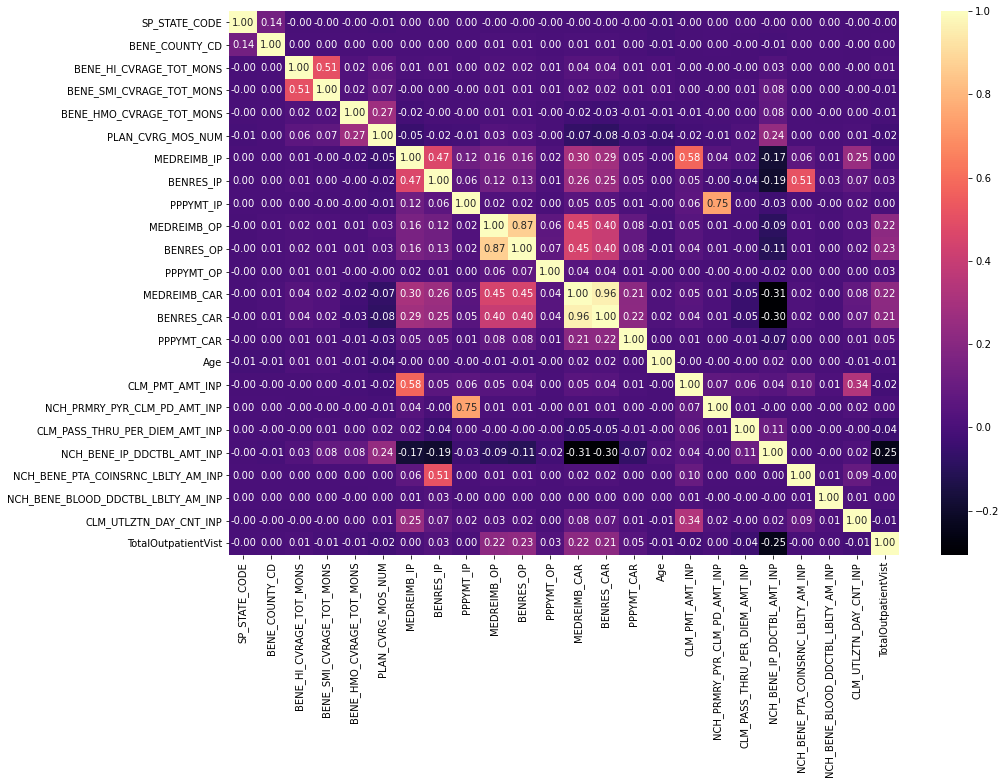 SP_STATE_CODE 1.00 0.14 -0.00 -0.00 -0.00 -0.01 0.00 0.00 0.00 -0.00 -0.00 -0.00 -0.00 -0.00 -0.00 -0.01 -0.00 0.00 -0.00 -0.00 0.00 -0.00 -0.00 -0.00
BENE_COUNTY_CD 0.14 1.00 0.00 0.00 0.00 0.00 0.00 0.00 0.00 0.01 0.01 0.00 0.01 0.01 0.00 -0.01 -0.00 0.00 0.00 -0.01 0.00 0.00 -0.00 0.00
BENE_HI_CVRAGE_TOT_MONS -0.00 0.00 1.00 0.51 0.02 0.06 0.01 0.01 0.00 0.02 0.02 0.01 0.04 0.04 0.01 0.01 -0.00 0.00 -0.00 0.03 0.00 0.00 -0.00 0.01
BENE_SMI_CVRAGE_TOT_MONS -0.00 0.00 0.51 1.00 0.02 0.07 -0.00 0.00 -0.00 0.01 0.01 0.01 0.02 0.02 0.01 0.01 0.00 -0.00 0.01 0.08 0.00 0.00 -0.00 -0.01
BENE_HMO_CVRAGE_TOT_MONS -0.00 0.00 0.02 0.02 1.00 0.27 -0.02 -0.00 -0.00 0.01 0.01 -0.00 -0.02 -0.03 -0.01 -0.01 -0.01 -0.00 0.00 0.08 -0.00 0.00 0.00 -0.01
PLAN_CVRG_MOS_NUM -0.01 0.00 0.06 0.07 0.27 1.00 -0.05 -0.02 -0.01 0.03 0.03 -0.00 -0.07 -0.08 -0.03 -0.04 -0.02 -0.01 0.02 0.24 0.00 0.00 0.01 -0.02
MEDREIMB_IP 0.00 0.00 0.01 -0.00 -0.02 -0.05 1.00 0.47 0.12 0.16 0.16 0.02 0.30 0.29 0.05 -0.00 0.58 0.04 0.02 -0.17 0.06 0.01 0.25 0.00
BENRES_IP 0.00 0.00 0.01 0.00 -0.00 -0.02 0.47 1.00 0.06 0.12 0.13 0.01 0.26 0.25 0.05 0.00 0.05 -0.00 -0.04 -0.19 0.51 0.03 0.07 0.03
PPPYMT_IP 0.00 0.00 0.00 -0.00 -0.00 -0.01 0.12 0.06 1.00 0.02 0.02 0.00 0.05 0.05 0.01 -0.00 0.06 0.75 0.00 -0.03 0.00 -0.00 0.02 0.00
MEDREIMB_OP -0.00 0.01 0.02 0.01 0.01 0.03 0.16 0.12 0.02 1.00 0.87 0.06 0.45 0.40 0.08 -0.01 0.05 0.01 -0.00 -0.09 0.01 0.00 0.03 0.22
BENRES_OP -0.00 0.01 0.02 0.01 0.01 0.03 0.16 0.13 0.02 0.87 1.00 0.07 0.45 0.40 0.08 -0.01 0.04 0.01 -0.00 -0.11 0.01 0.00 0.02 0.23
PPPYMT_OP -0.00 0.00 0.01 0.01 -0.00 -0.00 0.02 0.01 0.00 0.06 0.07 1.00 0.04 0.04 0.01 -0.00 0.00 -0.00 -0.00 -0.02 0.00 0.00 0.00 0.03
MEDREIMB_CAR -0.00 0.01 0.04 0.02 -0.02 -0.07 0.30 0.26 0.05 0.45 0.45 0.04 1.00 0.96 0.21 0.02 0.05 0.01 -0.05 -0.31 0.02 0.00 0.08 0.22
BENRES_CAR -0.00 0.01 0.04 0.02 -0.03 -0.08 0.29 0.25 0.05 0.40 0.40 0.04 0.96 1.00 0.22 0.02 0.04 0.01 -0.05 -0.30 0.02 0.00 0.07 0.21
PPPYMT_CAR -0.00 0.00 0.01 0.01 -0.01 -0.03 0.05 0.05 0.01 0.08 0.08 0.01 0.21 0.22 1.00 0.00 0.01 0.00 -0.01 -0.07 0.00 0.00 0.01 0.05
Age -0.01 -0.01 0.01 0.01 -0.01 -0.04 -0.00 0.00 -0.00 -0.01 -0.01 -0.00 0.02 0.02 0.00 1.00 -0.00 -0.00 -0.00 0.02 0.00 0.00 -0.01 -0.01
CLM_PMT_AMT_INP -0.00 -0.00 -0.00 0.00 -0.01 -0.02 0.58 0.05 0.06 0.05 0.04 0.00 0.05 0.04 0.01 -0.00 1.00 0.07 0.06 0.04 0.10 0.01 0.34 -0.02
NCH_PRMRY_PYR_CLM_PD_AMT_INP 0.00 0.00 0.00 -0.00 -0.00 -0.01 0.04 -0.00 0.75 0.01 0.01 -0.00 0.01 0.01 0.00 -0.00 0.07 1.00 0.01 -0.00 -0.00 -0.00 0.02 0.00
CLM_PASS_THRU_PER_DIEM_AMT_INP -0.00 0.00 -0.00 0.01 0.00 0.02 0.02 -0.04 0.00 -0.00 -0.00 -0.00 -0.05 -0.05 -0.01 -0.00 0.06 0.01 1.00 0.11 -0.00 -0.00 -0.00 -0.04
NCH_BENE_IP_DDCTBL_AMT_INP -0.00 -0.01 0.03 0.08 0.08 0.24 -0.17 -0.19 -0.03 -0.09 -0.11 -0.02 -0.31 -0.30 -0.07 0.02 0.04 -0.00 0.11 1.00 0.00 -0.00 0.02 -0.25
NCH_BENE_PTA_COINSRNC_LBLTY_AM_INP 0.00 0.00 0.00 0.00 -0.00 0.00 0.06 0.51 0.00 0.01 0.01 0.00 0.02 0.02 0.00 0.00 0.10 -0.00 -0.00 0.00 1.00 0.01 0.09 -0.00
NCH_BENE_BLOOD_DDCTBL_LBLTY_AM_INP -0.00 0.00 0.00 0.00 0.00 0.00 0.01 0.03 -0.00 0.00 0.00 0.00 0.00 0.00 0.00 0.00 0.01 -0.00 -0.00 -0.00 0.01 1.00 0.01 0.00
CLM_UTLZTN_DAY_CNT_INP -0.00 -0.00 -0.00 -0.00 0.00 0.01 0.25 0.07 0.02 0.03 0.02 0.00 0.08 0.07 0.01 -0.01 0.34 0.02 -0.00 0.02 0.09 0.01 1.00 -0.01
TotalOutpatientVist -0.00 0.00 0.01 -0.01 -0.01 -0.02 0.00 0.03 0.00 0.22 0.23 0.03 0.22 0.21 0.05 -0.01 -0.02 0.00 -0.04 -0.25 -0.00 0.00 -0.01 1.00
SP_STATE_CODE
BENE_COUNTY_CD
BENE_HI_CVRAGE_TOT_MONS
BENE_SMI_CVRAGE_TOT_MONS
BENE_HMO_CVRAGE_TOT_MONS
PLAN_CVRG_MOS_NUM
MEDREIMB_IP
BENRES_IP
PPPYMT_IP
MEDREIMB_OP
BENRES_OP
PPPYMT_OP
MEDREIMB_CAR
BENRES_CAR
PPPYMT_CAR
Age
CLM_PMT_AMT_INP
NCH_PRMRY_PYR_CLM_PD_AMT_INP
CLM_PASS_THRU_PER_DIEM_AMT_INP
NCH_BENE_IP_DDCTBL_AMT_INP
NCH_BENE_PTA_COINSRNC_LBLTY_AM_INP
NCH_BENE_BLOOD_DDCTBL_LBLTY_AM_INP
CLM_UTLZTN_DAY_CNT_INP
TotalOutpatientVist
1.0
0.8
0.6
0.4
0.2
0.0
−0.2